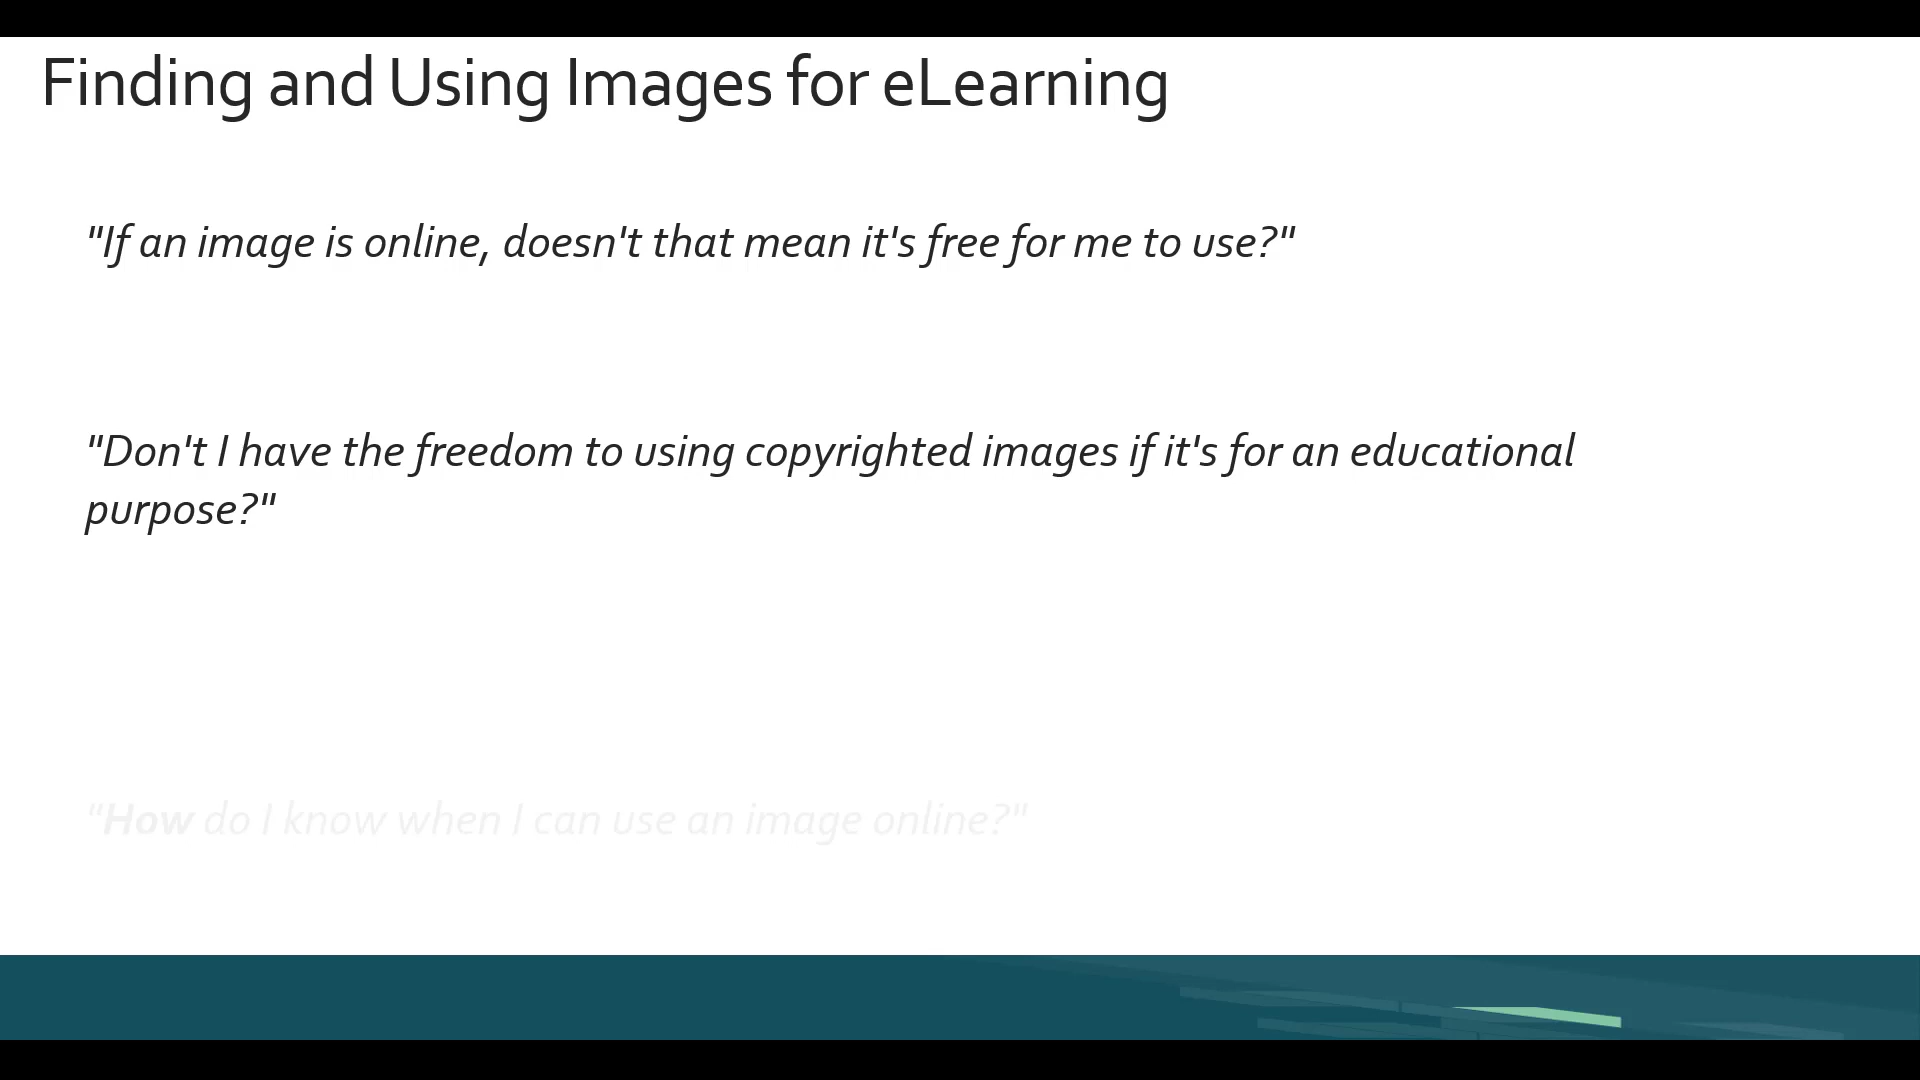 Finding and Using Images for eLearning
"If an image is online, doesn't that mean it's free for me to use?"
"Don't I have the freedom to using copyrighted images if it's for an educational
purpose?"
"How do I know when I can use an image online?"